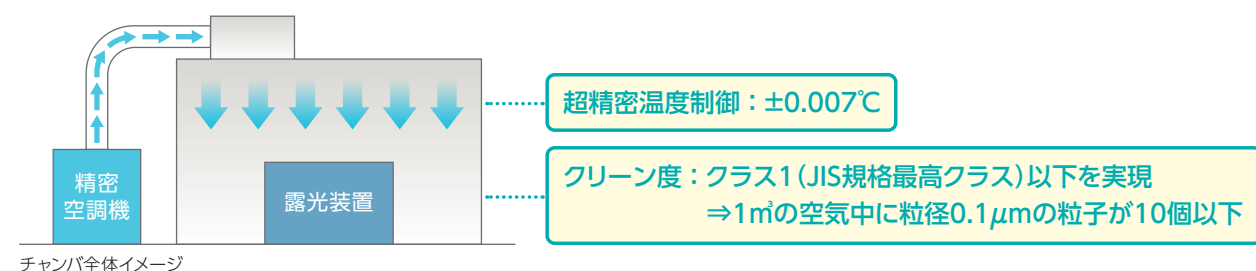 超精密温度制御：±0.007℃
精密
空調機
露光装置
クリーン度：クラス1（JIS規格最高クラス）以下を実現
⇒1㎥の空気中に粒径0.1μmの粒子が10個以下
チャンバ全体イメージ